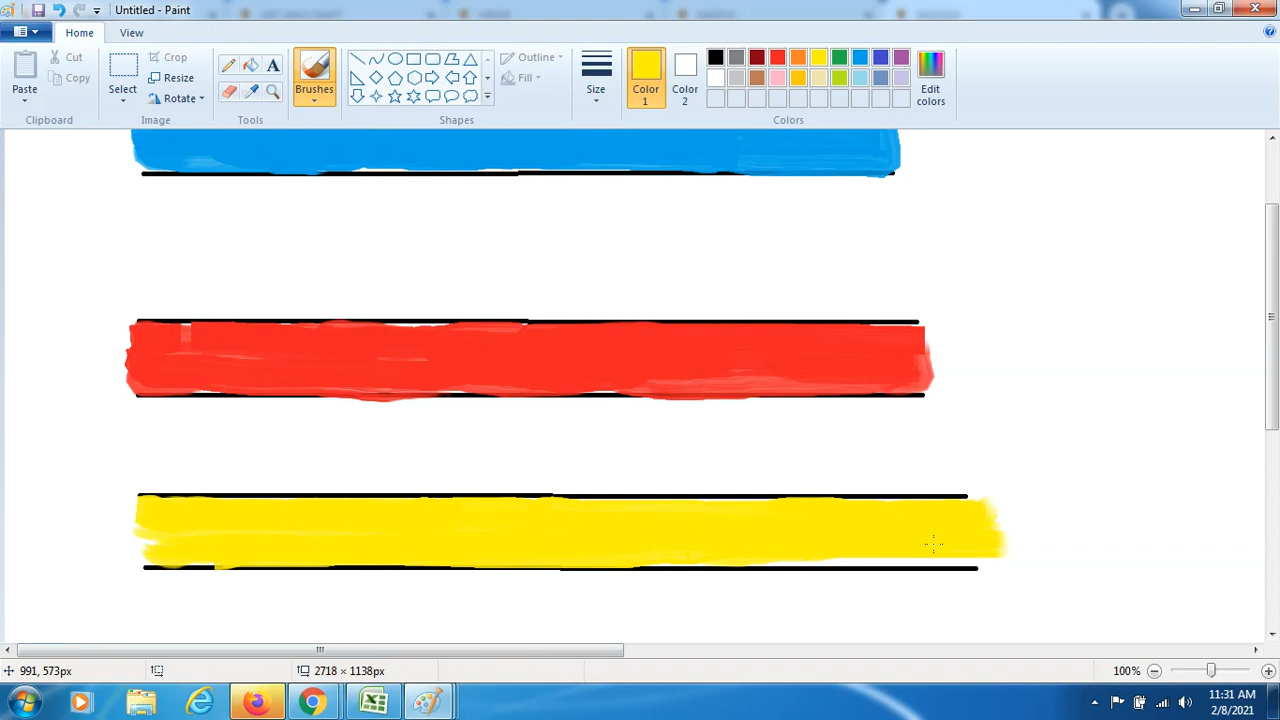 Untitled - Paint
Home
View
Paste
Cut
Copy
Clipboard
Select
Crop
Resize
Rotate
Image
A
Tools
Brushes
Outline
Fill
Shapes
Size
Color 1
Color 2
Edit colors
Colors
991, 573px
2718 × 1138px
100%
11:31 AM
2/8/2021